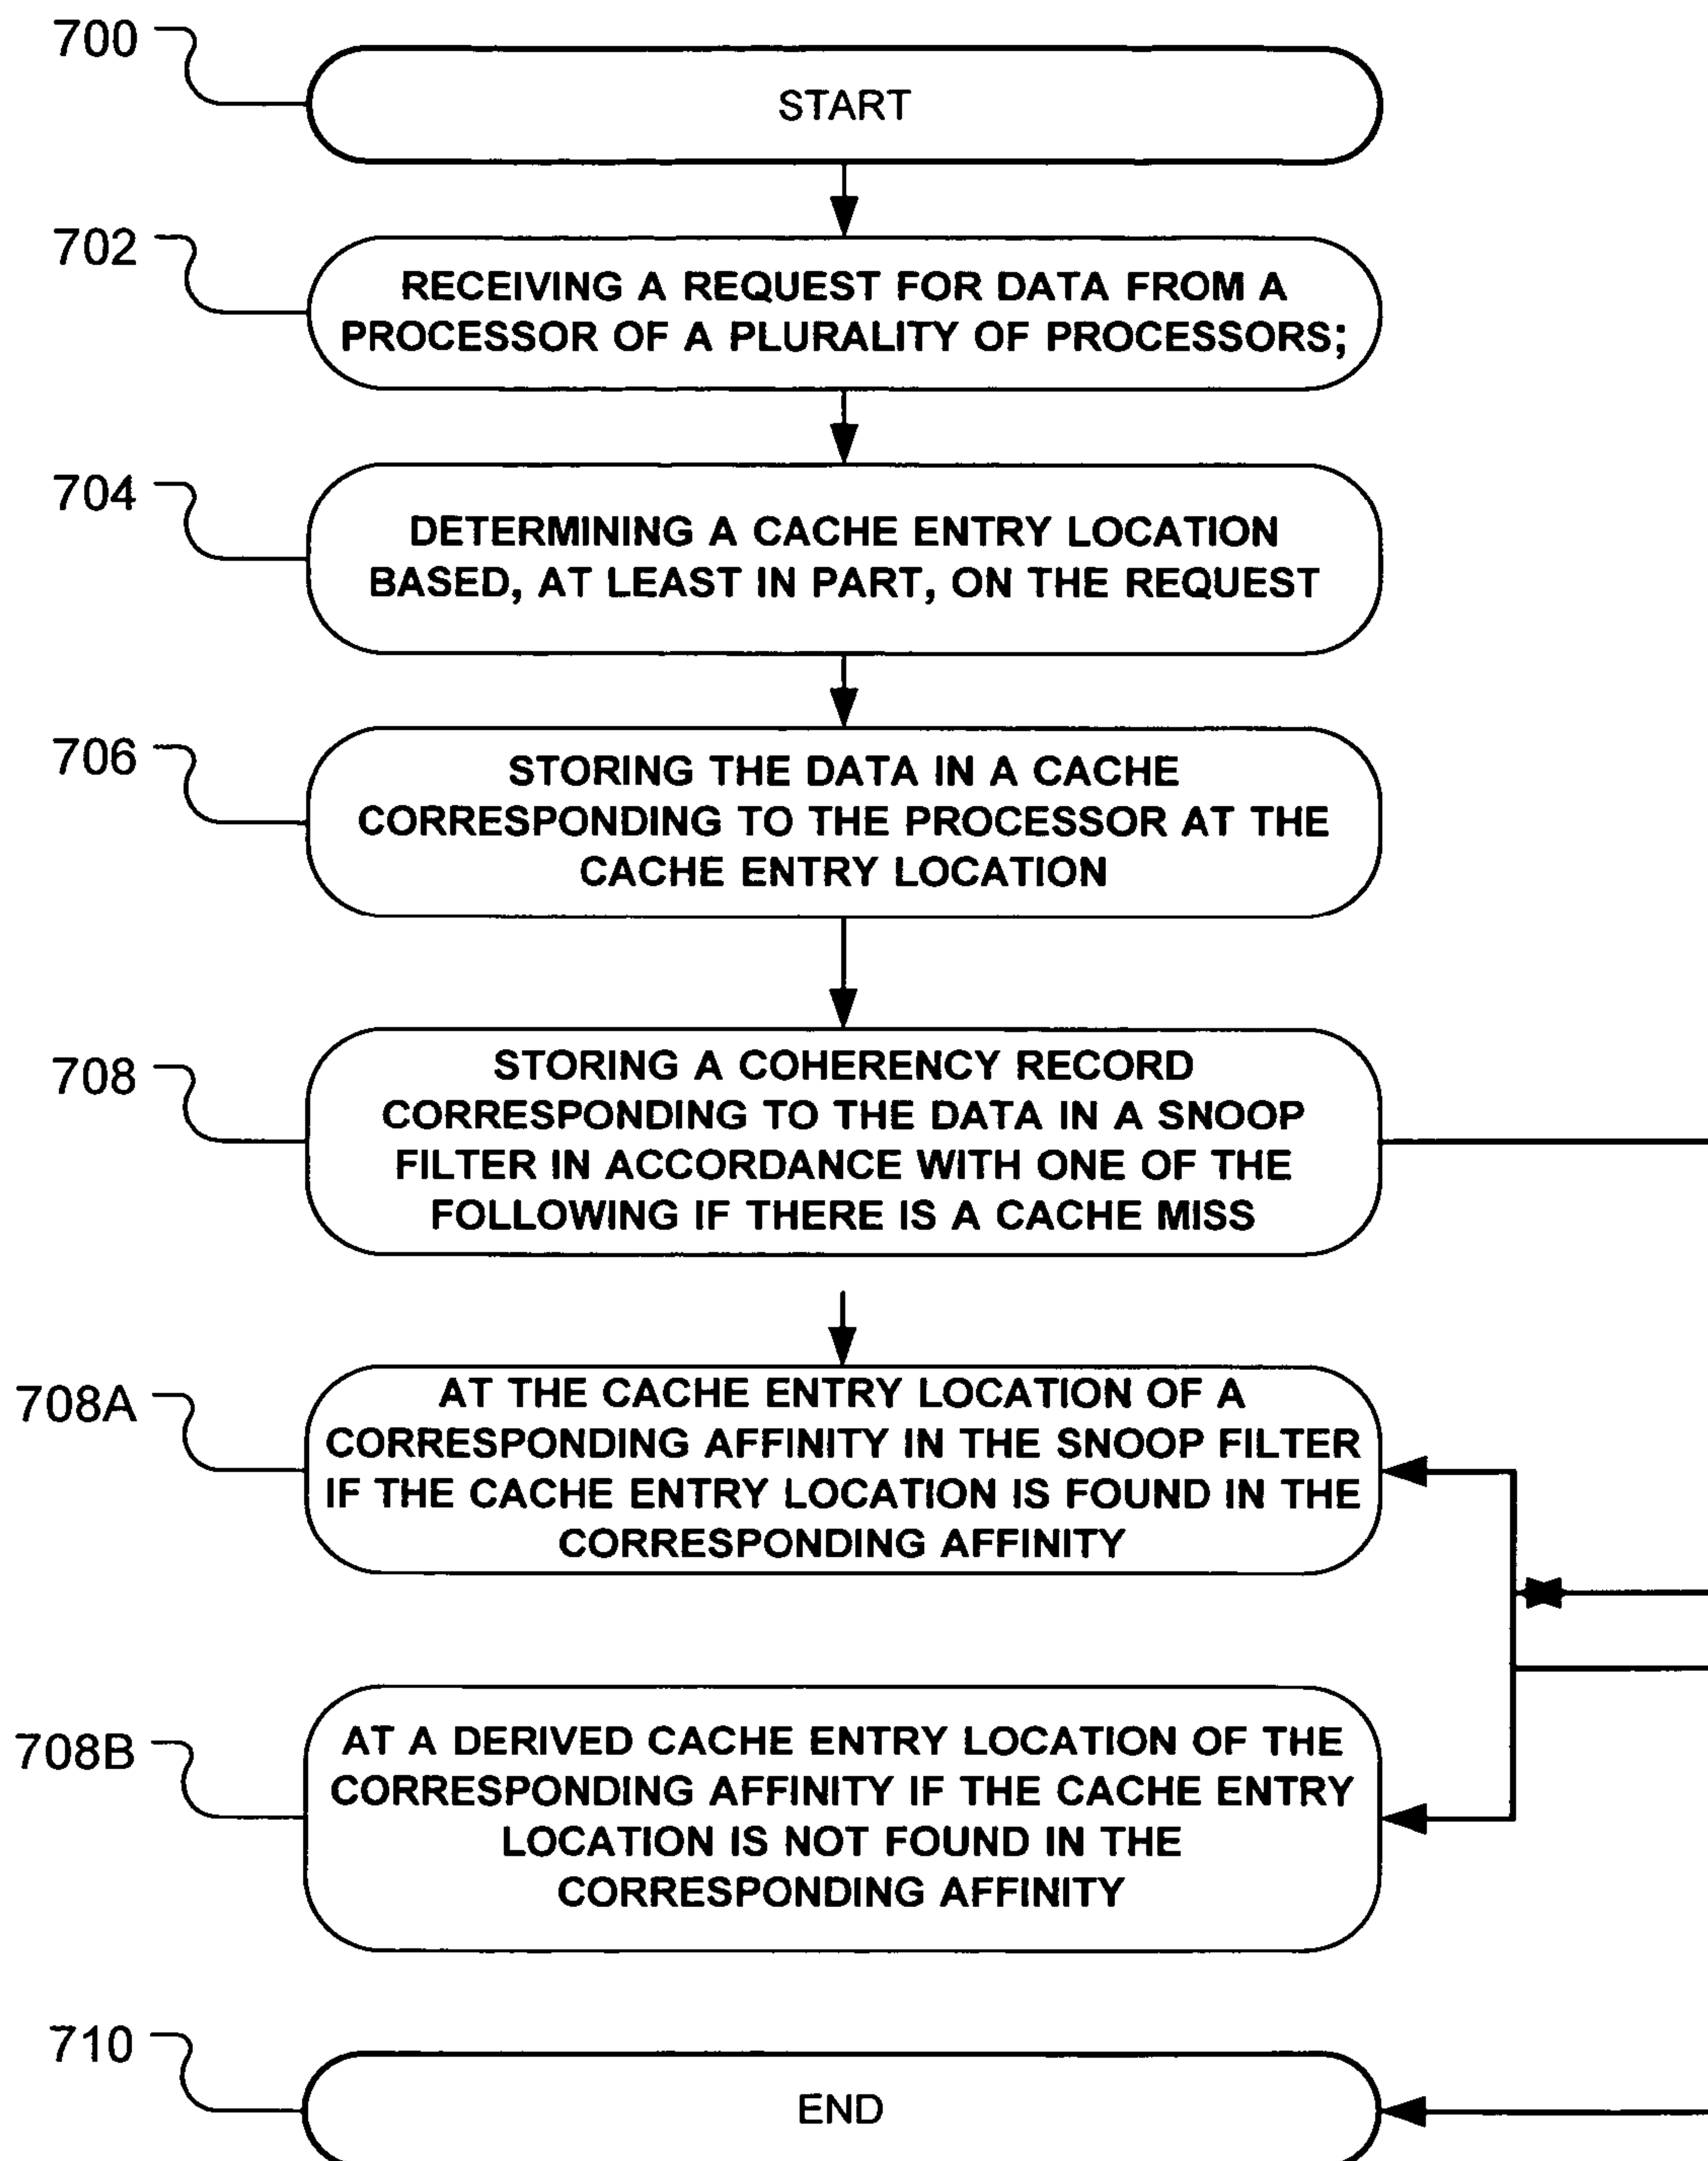 700
START
702
RECEIVING A REQUEST FOR DATA FROM A
PROCESSOR OF A PLURALITY OF PROCESSORS;
704
DETERMINING A CACHE ENTRY LOCATION
BASED, AT LEAST IN PART, ON THE REQUEST
706
STORING THE DATA IN A CACHE
CORRESPONDING TO THE PROCESSOR AT THE
CACHE ENTRY LOCATION
708
STORING A COHERENCY RECORD
CORRESPONDING TO THE DATA IN A SNOOP
FILTER IN ACCORDANCE WITH ONE OF THE
FOLLOWING IF THERE IS A CACHE MISS
708A
AT THE CACHE ENTRY LOCATION OF A
CORRESPONDING AFFINITY IN THE SNOOP FILTER
IF THE CACHE ENTRY LOCATION IS FOUND IN THE
CORRESPONDING AFFINITY
708B
AT A DERIVED CACHE ENTRY LOCATION OF THE
CORRESPONDING AFFINITY IF THE CACHE ENTRY
LOCATION IS NOT FOUND IN THE
CORRESPONDING AFFINITY
710
END